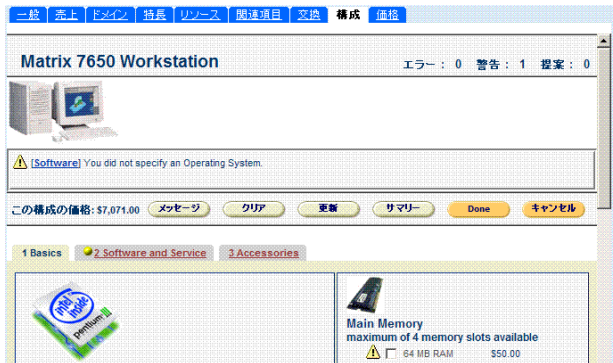 一般 売上 ドメイン 特長 リソース 関連項目 交換 構成 価格
Matrix 7650 Workstation
エラー： 0 警告： 1 提案： 0
[Software] You did not specify an Operating System.
この構成の価格: $7,071.00 メッセージ クリア 更新 サマリー Done キャンセル
1 Basics 2 Software and Service 3 Accessories
intel inside
pentium
Main Memory
maximum of 4 memory slots available
64 MB RAM $50.00